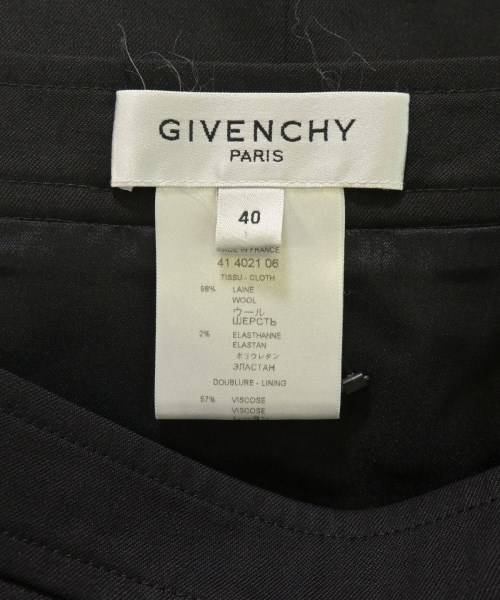 GIVENCHY
PARIS
40
MADE IN FRANCE
41 4021 06
TISSU - CLOTH
98% LAINE
WOOL
ウール
ШЕРСТЬ
2% ELASTHANNE
ELASTAN
ポリウレタン
ЭЛАСТАН
DOUBLURE - LINING
57% VISCOSE
VISCOSE